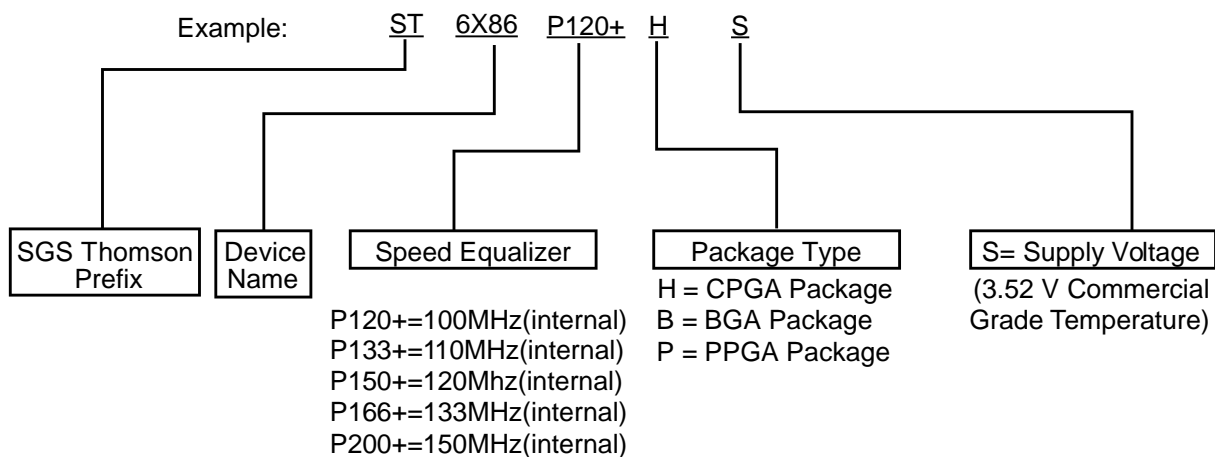 Example: ST 6X86 P120+ H S
SGS Thomson
Prefix
Device
Name
Speed Equalizer
P120+=100MHz(internal)
P133+=110MHz(internal)
P150+=120Mhz(internal)
P166+=133MHz(internal)
P200+=150MHz(internal)
Package Type
H = CPGA Package
B = BGA Package
P = PPGA Package
S= Supply Voltage
(3.52 V Commercial
Grade Temperature)